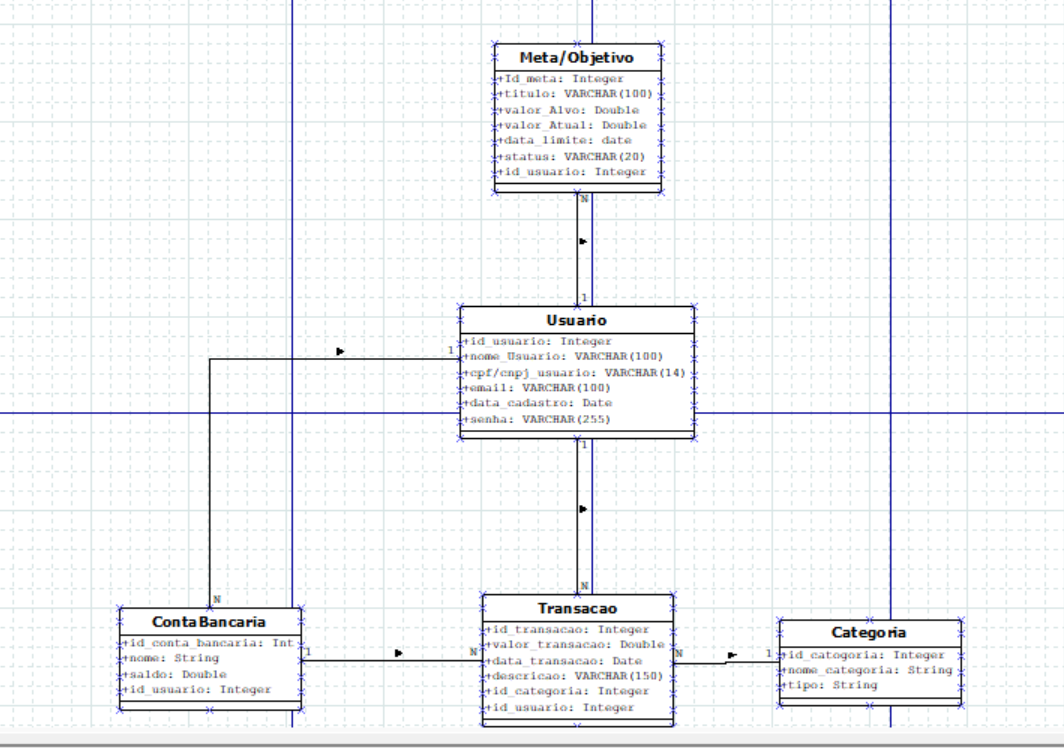 Meta/Objetivo
+Id_meta: Integer
+titulo: VARCHAR(100)
+valor_Alvo: Double
+valor_Atual: Double
+data_limite: date
+status: VARCHAR(20)
+id_usuario: Integer
N
1
Usuario
+id_usuario: Integer
+nome_Usuario: VARCHAR(100)
+cpf/cnpj_usuario: VARCHAR(14)
+email: VARCHAR(100)
+data_cadastro: Date
+senha: VARCHAR(255)
1
1
N
N
ContaBancaria
+id_conta_bancaria: Int
+nome: String
+saldo: Double
+id_usuario: Integer
1
N
Transacao
+id_transacao: Integer
+valor_transacao: Double
+data_transacao: Date
+descricao: VARCHAR(150)
+id_categoria: Integer
+id_usuario: Integer
N
1
Categoria
+id_catogoria: Integer
+nome_categoria: String
+tipo: String